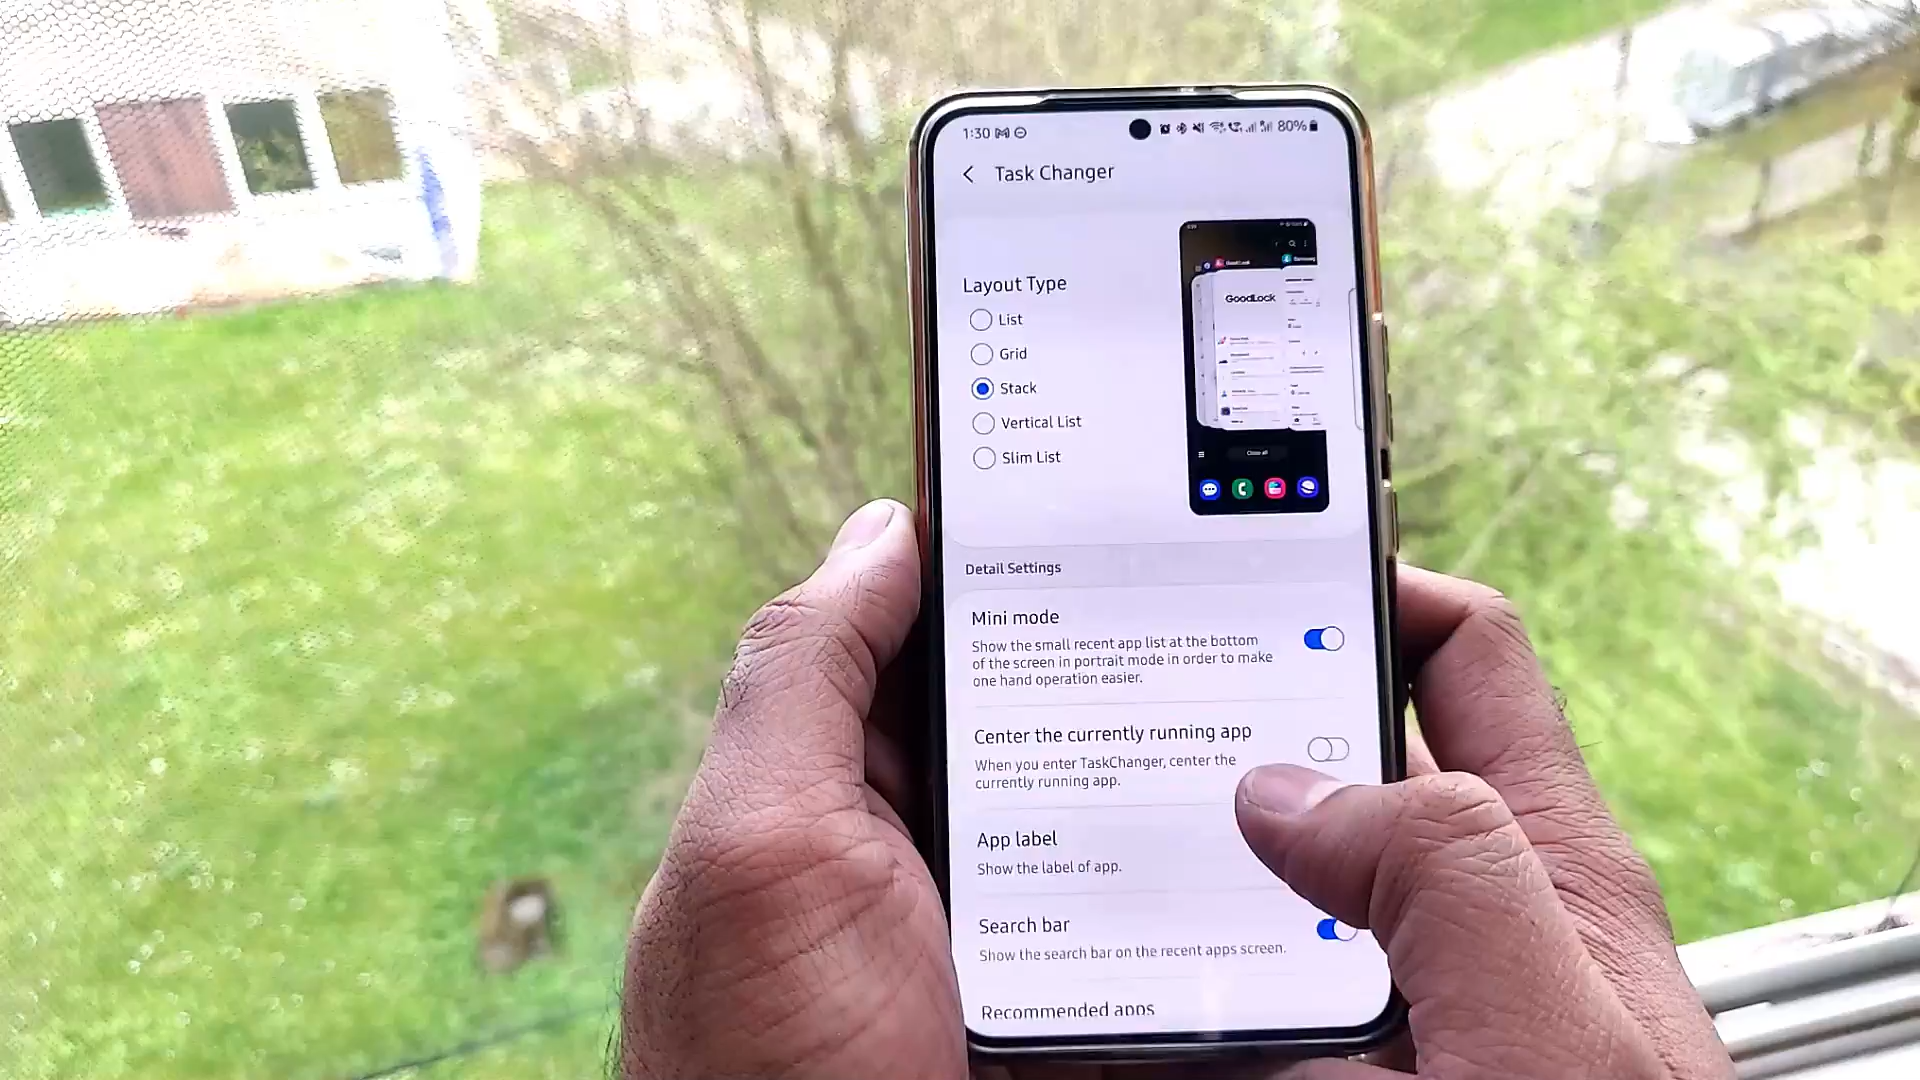 1:30
80%
Task Changer
Layout Type
List
Grid
Stack
Vertical List
Slim List
GoodLock
Close all
Detail Settings
Mini mode
Show the small recent app list at the bottom
of the screen in portrait mode in order to make
one hand operation easier.
Center the currently running app
When you enter TaskChanger, center the
currently running app.
App label
Show the label of app.
Search bar
Show the search bar on the recent apps screen.
Recommended apps